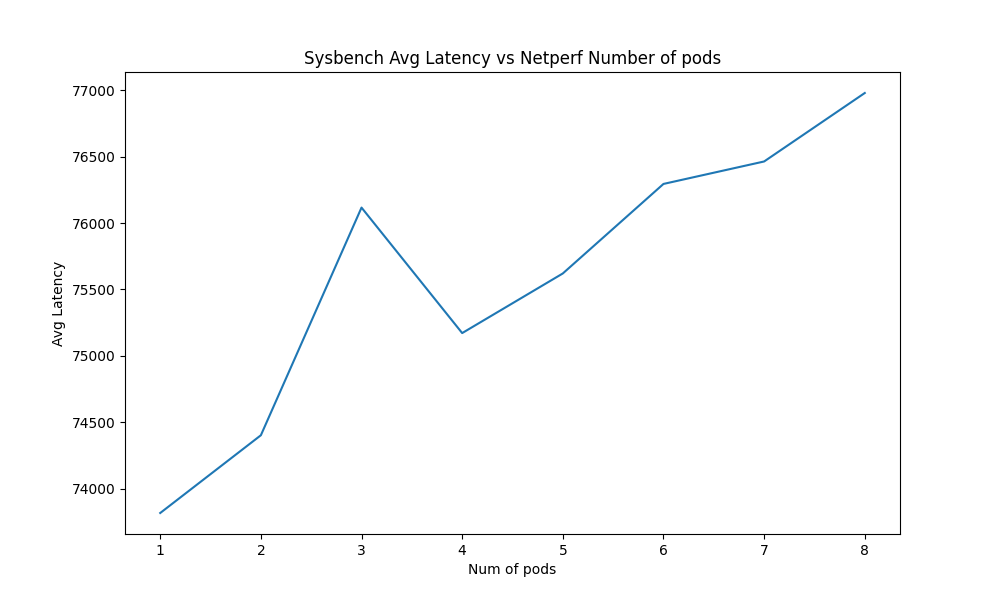 Sysbench Avg Latency vs Netperf Number of pods
77000
76500
76000
75500
75000
74500
74000
Avg Latency
1 2 3 4 5 6 7 8
Num of pods